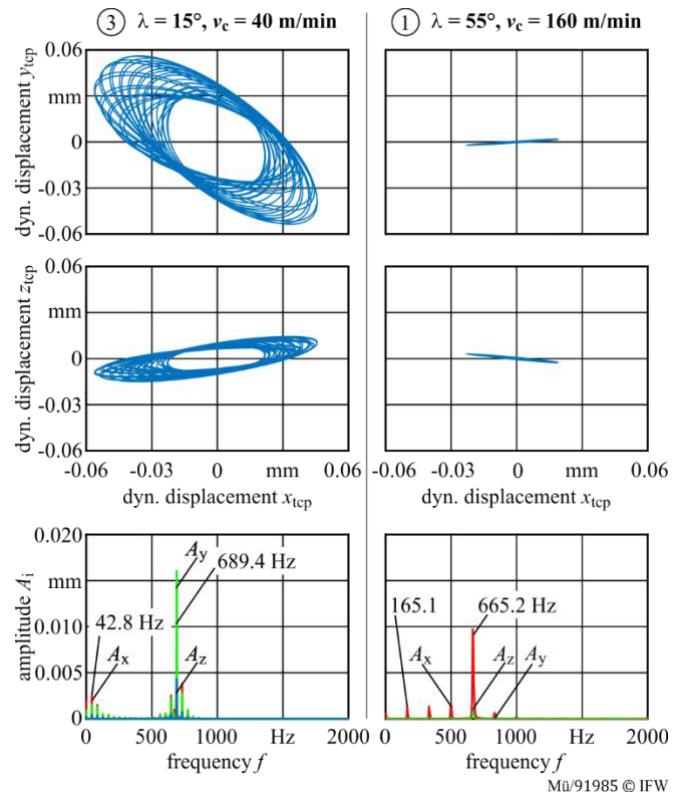 ③ λ = 15°, vc = 40 m/min
① λ = 55°, vc = 160 m/min
dyn. displacement ytcp
0.06
mm
0
-0.03
-0.06
dyn. displacement ztcp
0.06
mm
0
-0.03
-0.06
-0.06 -0.03 0 mm 0.06
dyn. displacement xtcp
-0.06 -0.03 0 mm 0.06
dyn. displacement xtcp
amplitude Ai
0.020
mm
0.010
0.005
0
Ay
689.4 Hz
42.8 Hz
Ax
Az
0 500 1000 Hz 2000
frequency f
165.1
665.2 Hz
Ax
Az
Ay
0 500 1000 Hz 2000
frequency f
Mü/91985 © IFW